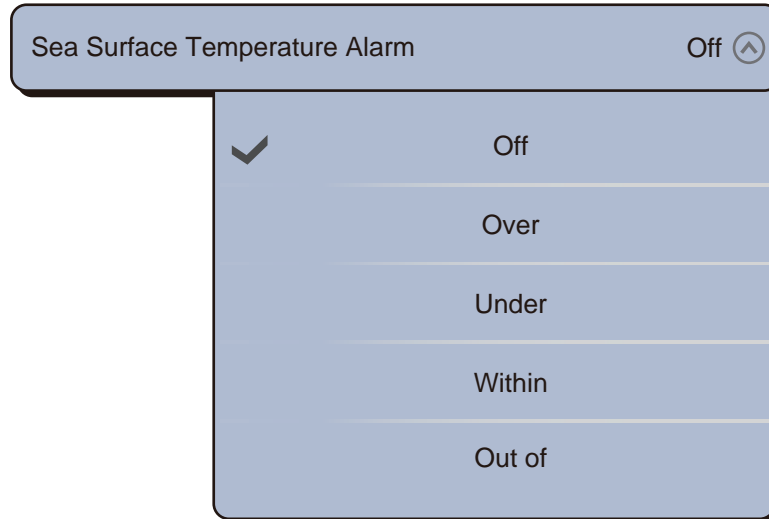 Sea Surface Temperature Alarm Off
Off
Over
Under
Within
Out of